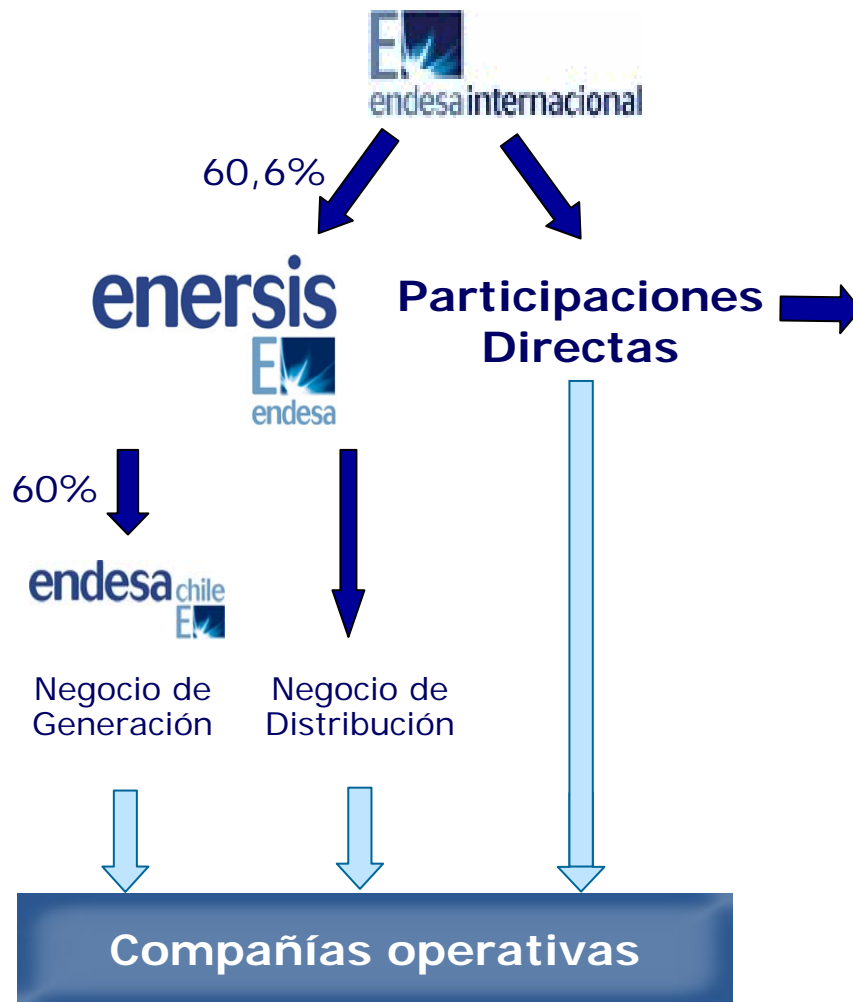 E
endesa internacional
60,6%
enersis
E
endesa
Participaciones
Directas
60%
endesa chile
E
Negocio de
Generación
Negocio de
Distribución
Compañías operativas